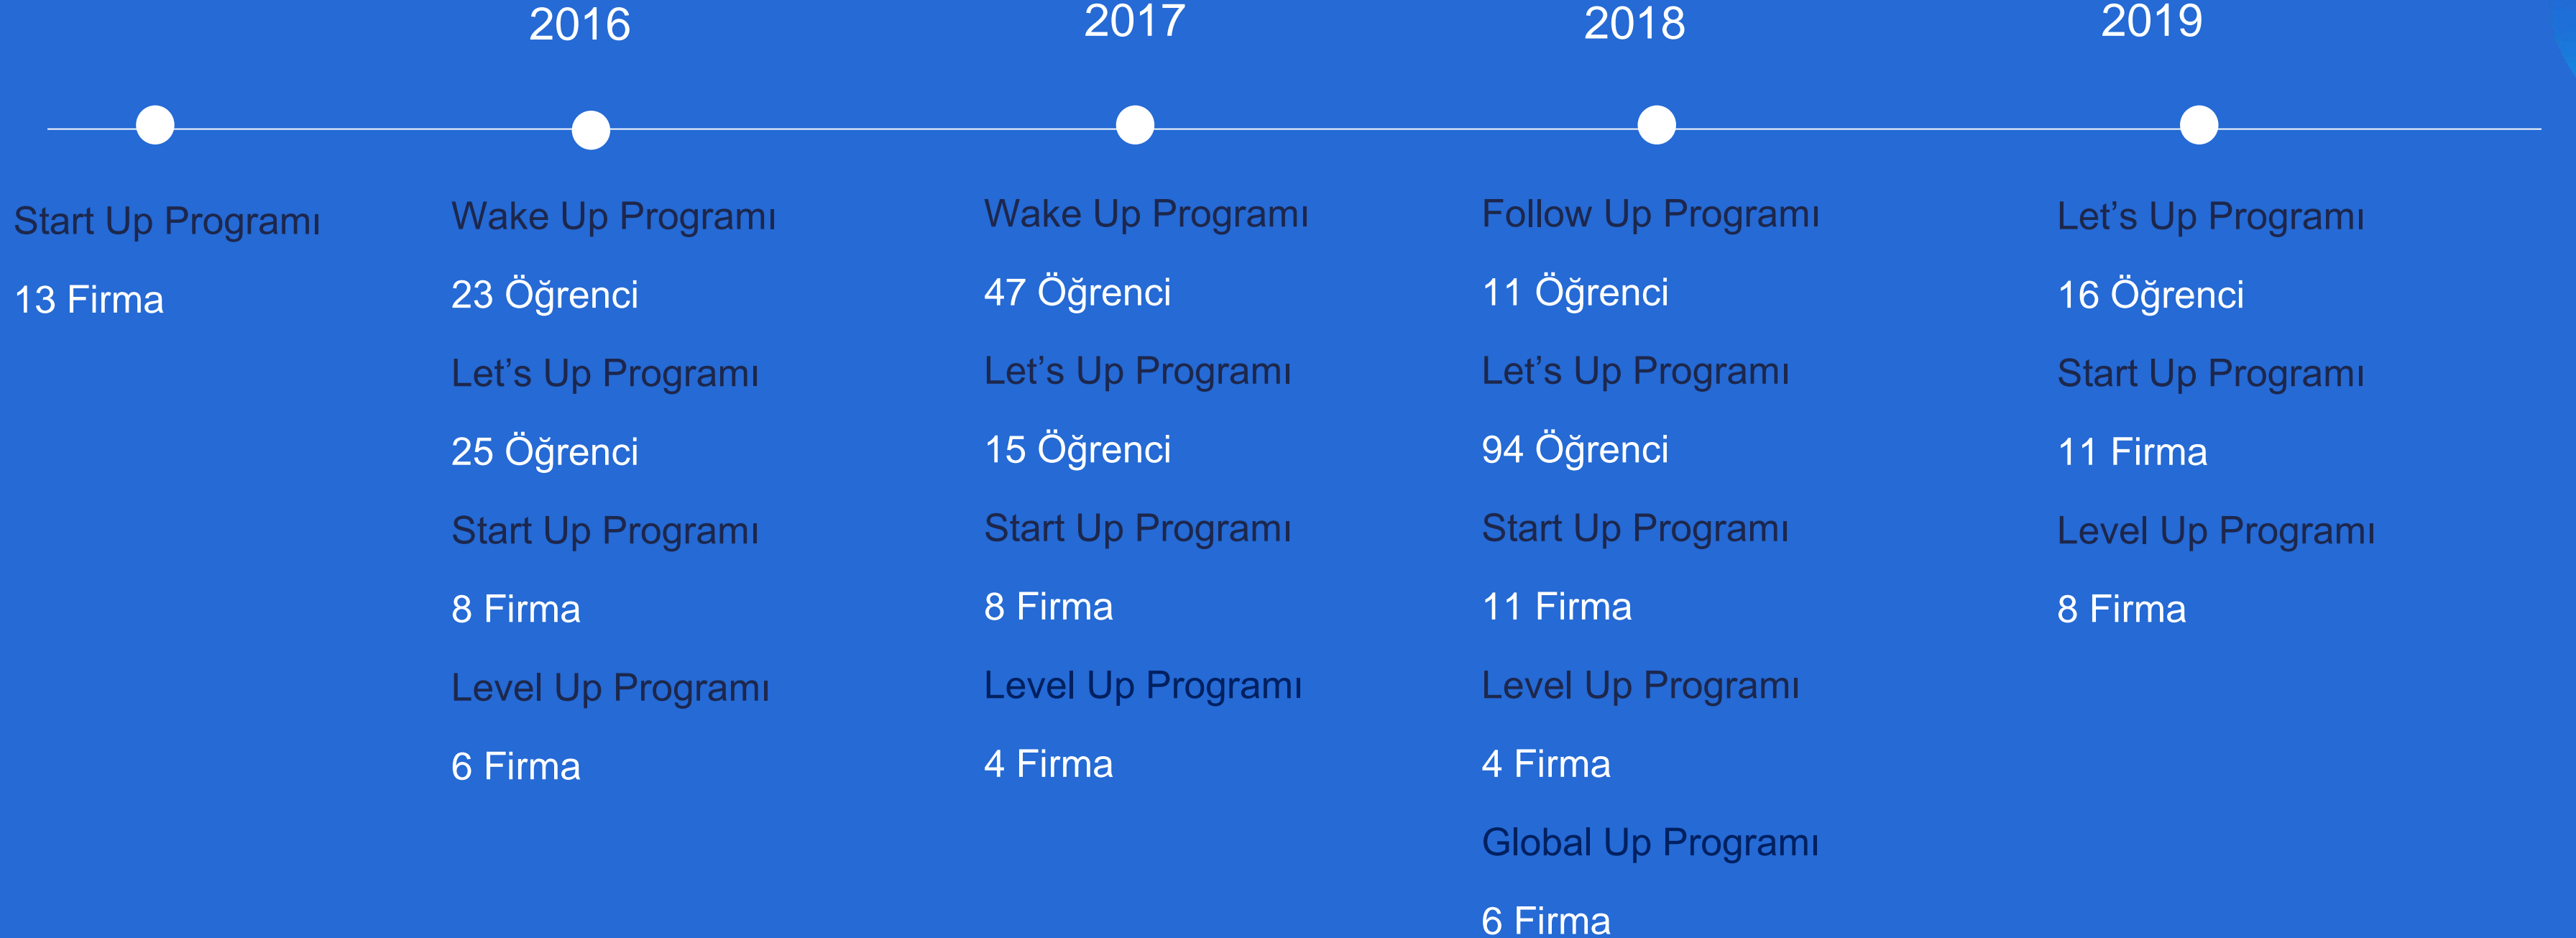 2016
2017
2018
2019
Start Up Programı
13 Firma
Wake Up Programı
23 Öğrenci
Let’s Up Programı
25 Öğrenci
Start Up Programı
8 Firma
Level Up Programı
6 Firma
Wake Up Programı
47 Öğrenci
Let’s Up Programı
15 Öğrenci
Start Up Programı
8 Firma
Level Up Programı
4 Firma
Follow Up Programı
11 Öğrenci
Let’s Up Programı
94 Öğrenci
Start Up Programı
11 Firma
Level Up Programı
4 Firma
Global Up Programı
6 Firma
Let’s Up Programı
16 Öğrenci
Start Up Programı
11 Firma
Level Up Programı
8 Firma